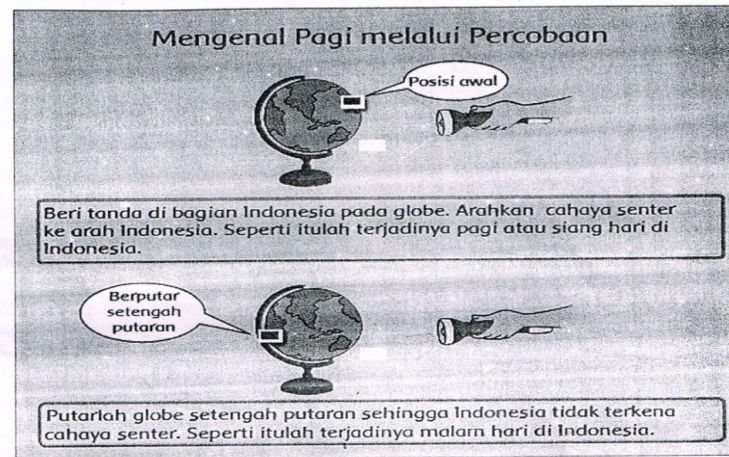 Mengenal Pagi melalui Percobaan
Posisi awal
Beri tanda di bagian Indonesia pada globe. Arahkan cahaya senter
ke arah Indonesia. Seperti itulah terjadinya pagi atau siang hari di
Indonesia.
Berputar
setengah
putaran
Putarlah globe setengah putaran sehingga Indonesia tidak terkena
cahaya senter. Seperti itulah terjadinya malam hari di Indonesia.